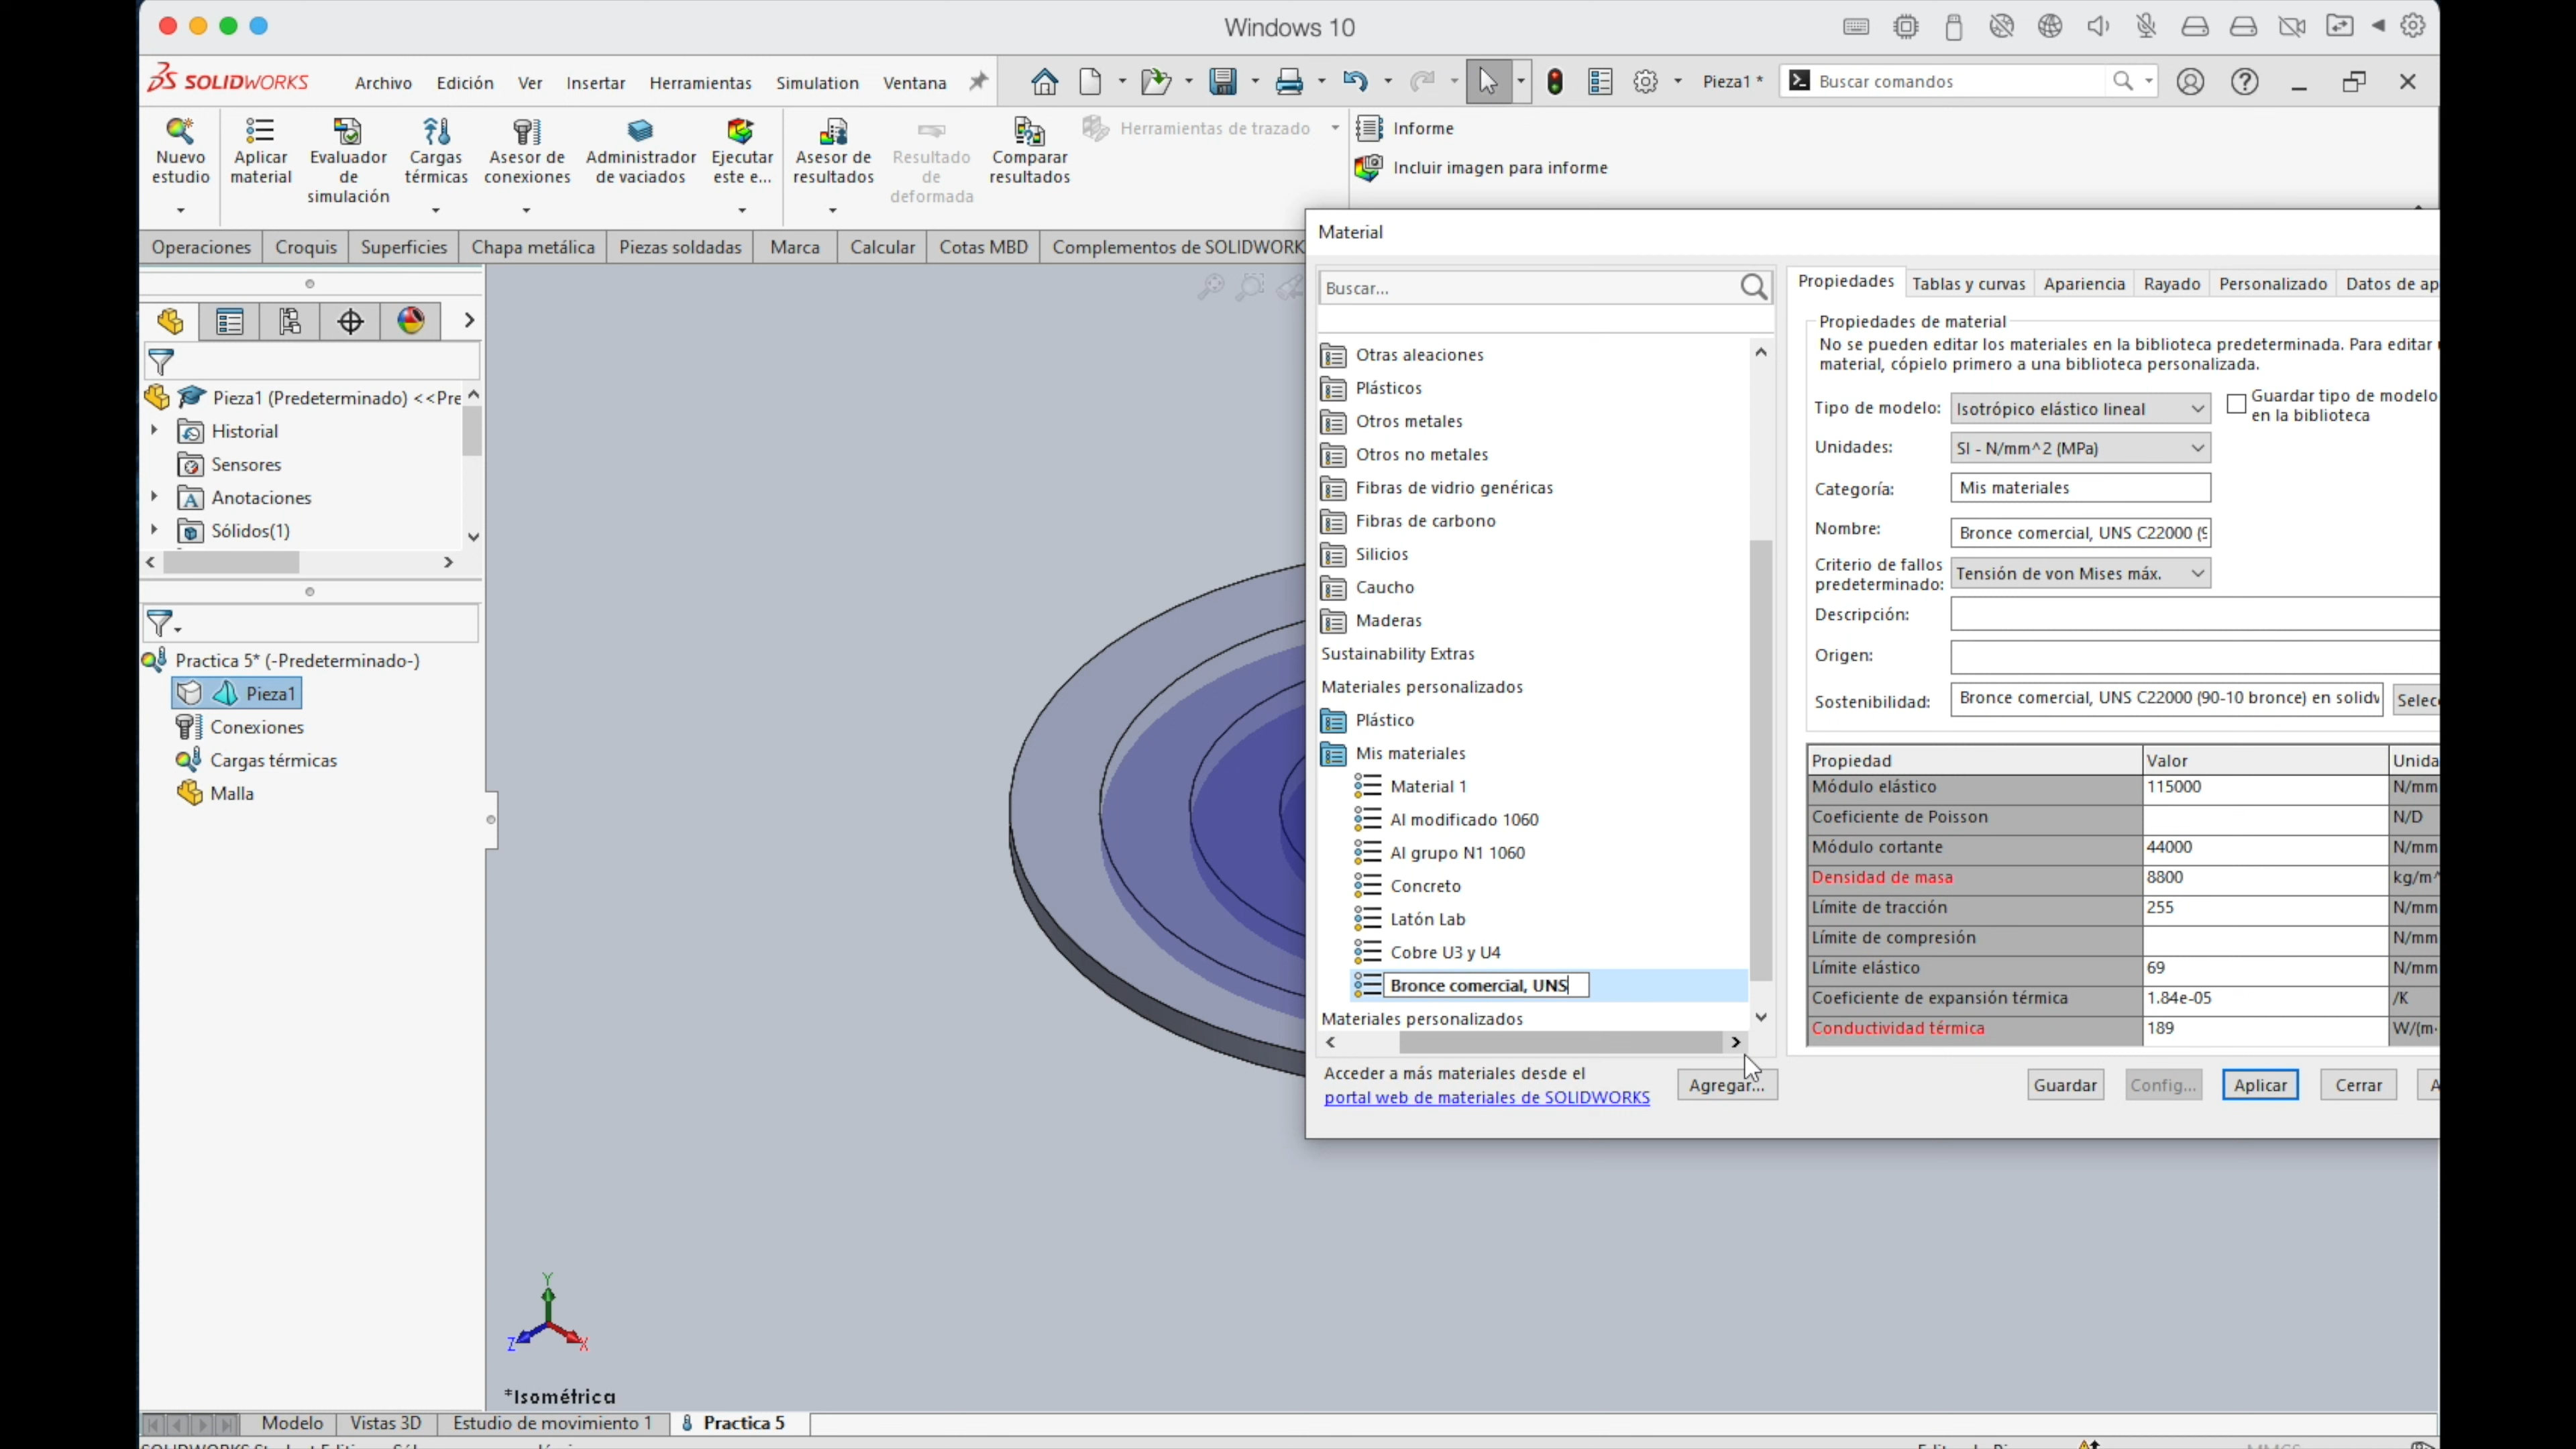 Windows 10
SOLIDWORKS
Archivo
Edición
Ver
Insertar
Herramientas
Simulation
Ventana
Pieza1 *
Buscar comandos
Nuevo
estudio
Aplicar
material
Evaluador
de
simulación
Cargas
térmicas
Asesor de
conexiones
Administrador
de vaciados
Ejecutar
este e...
Asesor de
resultados
Resultado
de
deformada
Comparar
resultados
Herramientas de trazado
Informe
Incluir imagen para informe
Operaciones
Croquis
Superficies
Chapa metálica
Piezas soldadas
Marca
Calcular
Cotas MBD
Complementos de SOLIDWORK
Pieza1 (Predeterminado) <<Pre
Historial
Sensores
Anotaciones
Sólidos(1)
Practica 5* (-Predeterminado-)
Pieza1
Conexiones
Cargas térmicas
Malla
Material
Buscar...
Otras aleaciones
Plásticos
Otros metales
Otros no metales
Fibras de vidrio genéricas
Fibras de carbono
Silicios
Caucho
Maderas
Sustainability Extras
Materiales personalizados
Plástico
Mis materiales
Material 1
Al modificado 1060
Al grupo N1 1060
Concreto
Latón Lab
Cobre U3 y U4
Bronce comercial, UNS
Materiales personalizados
Acceder a más materiales desde el
portal web de materiales de SOLIDWORKS
Agregar...
Propiedades
Tablas y curvas
Apariencia
Rayado
Personalizado
Datos de ap
Propiedades de material
No se pueden editar los materiales en la biblioteca predeterminada. Para editar
material, cópielo primero a una biblioteca personalizada.
Tipo de modelo:
Isotrópico elástico lineal
Guardar tipo de modelo
en la biblioteca
Unidades:
SI - N/mm^2 (MPa)
Categoría:
Mis materiales
Nombre:
Bronce comercial, UNS C22000 (9
Criterio de fallos
predeterminado:
Tensión de von Mises máx.
Descripción:
Origen:
Sostenibilidad:
Bronce comercial, UNS C22000 (90-10 bronce) en solidw
Selec
Propiedad Valor Unida
Módulo elástico 115000 N/mm
Coeficiente de Poisson N/D
Módulo cortante 44000 N/mm
Densidad de masa 8800 kg/m^
Límite de tracción 255 N/mm
Límite de compresión N/mm
Límite elástico 69 N/mm
Coeficiente de expansión térmica 1.84e-05 /K
Conductividad térmica 189 W/(m·
Guardar
Config...
Aplicar
Cerrar
A
Y
Z
X
*Isométrica
Modelo
Vistas 3D
Estudio de movimiento 1
Practica 5